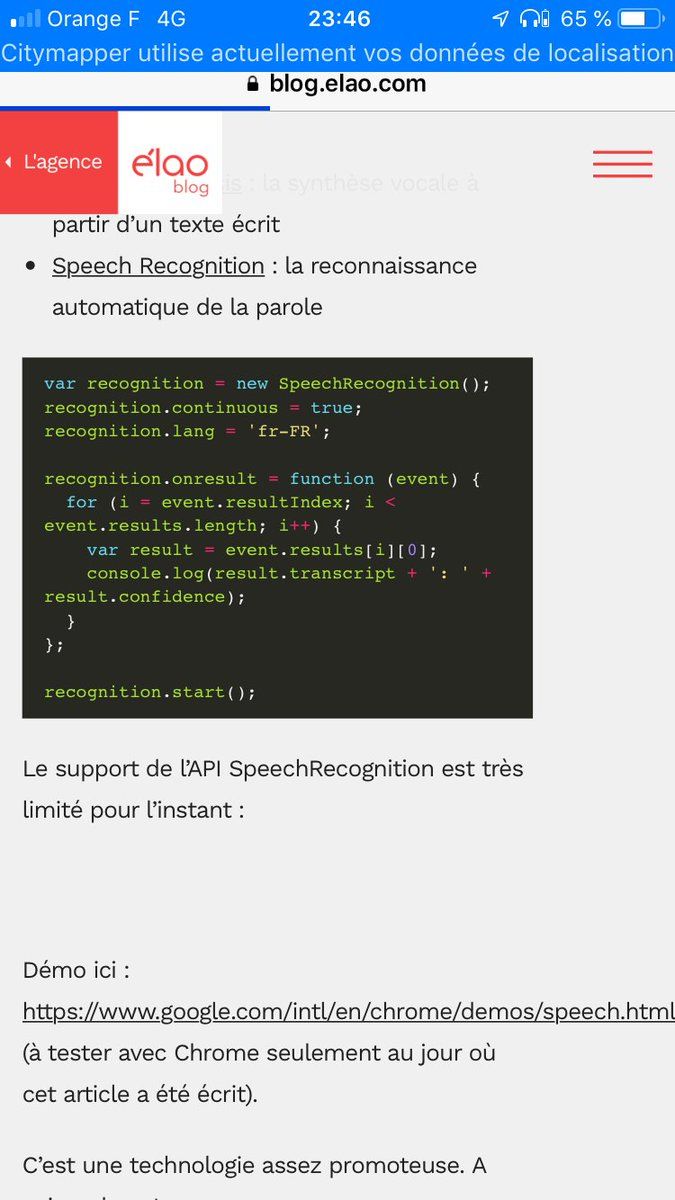 Orange F 4G 23:46 65 %
Citymapper utilise actuellement vos données de localisation
blog.elao.com
L'agence
élao
blog
: la synthèse vocale à
partir d’un texte écrit
• Speech Recognition : la reconnaissance
automatique de la parole
var recognition = new SpeechRecognition();
recognition.continuous = true;
recognition.lang = 'fr-FR';
recognition.onresult = function (event) {
for (i = event.resultIndex; i <
event.results.length; i++) {
var result = event.results[i][0];
console.log(result.transcript + ': ' +
result.confidence);
}
};
recognition.start();
Le support de l’API SpeechRecognition est très
limité pour l’instant :
Démo ici :
https://www.google.com/intl/en/chrome/demos/speech.html
(à tester avec Chrome seulement au jour où
cet article a été écrit).
C’est une technologie assez promoteuse. A